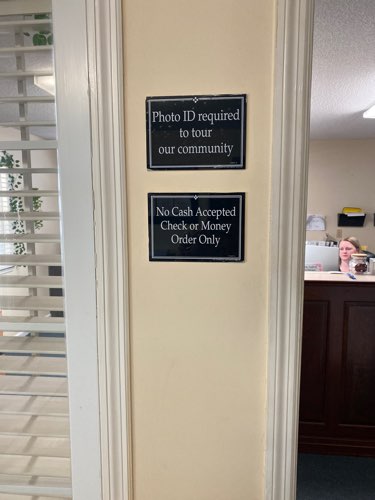 Photo ID required
to tour
our community
No Cash Accepted
Check or Money
Order Only